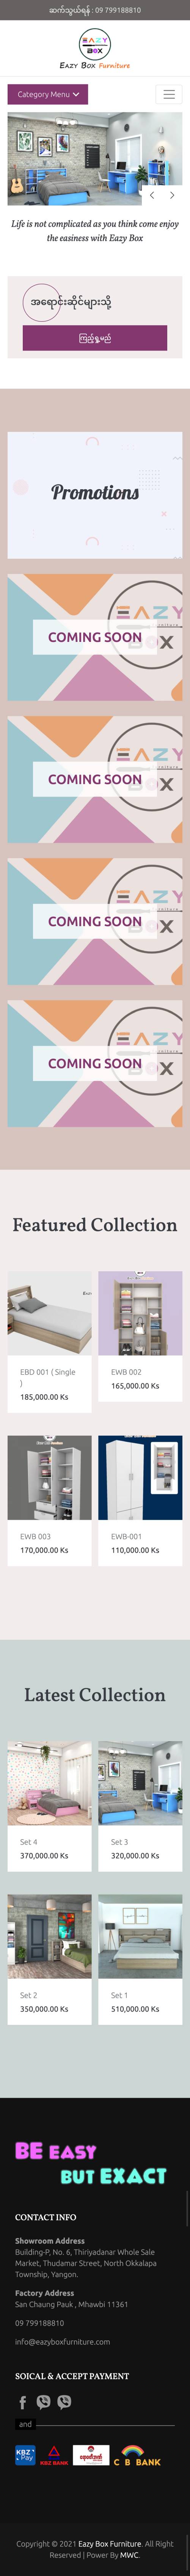 ဆက်သွယ်ရန် : 09 799188810
EAZY
BOX
EAZY BOX Furniture
Category Menu
Life is not complicated as you think come enjoy
the easiness with Eazy Box
အရောင်းဆိုင်များသို့
ကြည့်ရှုမည်
Promotions
COMING SOON
COMING SOON
COMING SOON
COMING SOON
Featured Collection
EBD 001 ( Single
)
185,000.00 Ks
EWB 002
165,000.00 Ks
EWB 003
170,000.00 Ks
EWB-001
110,000.00 Ks
Latest Collection
Set 4
370,000.00 Ks
Set 3
320,000.00 Ks
Set 2
350,000.00 Ks
Set 1
510,000.00 Ks
BE EASY
BUT EXACT
CONTACT INFO
Showroom Address
Building-P, No. 6, Thiriyadanar Whole Sale
Market, Thudamar Street, North Okkalapa
Township, Yangon.
Factory Address
San Chaung Pauk , Mhawbi 11361
09 799188810
info@eazyboxfurniture.com
SOICAL & ACCEPT PAYMENT
and
KBZ
Pay
KBZ BANK
CB BANK
Copyright © 2021 Eazy Box Furniture. All Right
Reserved | Power By MWC.